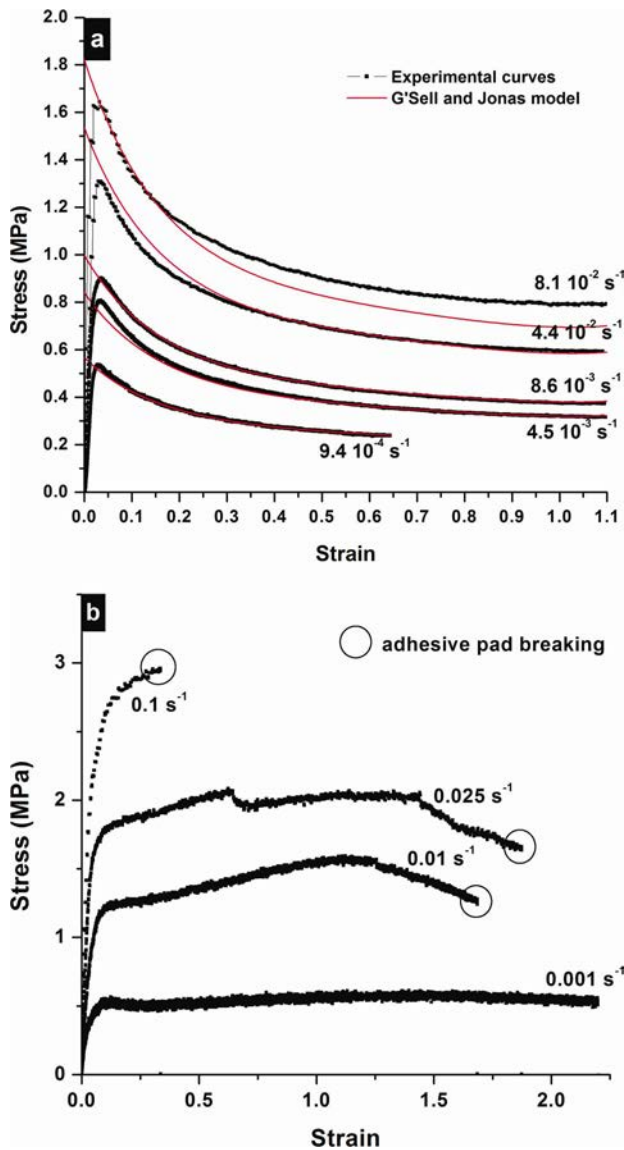 a
2.0
1.8
1.6
1.4
1.2
1.0
0.8
0.6
0.4
0.2
0.0
Stress (MPa)
Experimental curves
G'Sell and Jonas model
8.1 10⁻² s⁻¹
4.4 10⁻² s⁻¹
8.6 10⁻³ s⁻¹
4.5 10⁻³ s⁻¹
9.4 10⁻⁴ s⁻¹
0.0 0.1 0.2 0.3 0.4 0.5 0.6 0.7 0.8 0.9 1.0 1.1
Strain
b
3
2
1
0
Stress (MPa)
adhesive pad breaking
0.1 s⁻¹
0.025 s⁻¹
0.01 s⁻¹
0.001 s⁻¹
0.0 0.5 1.0 1.5 2.0
Strain